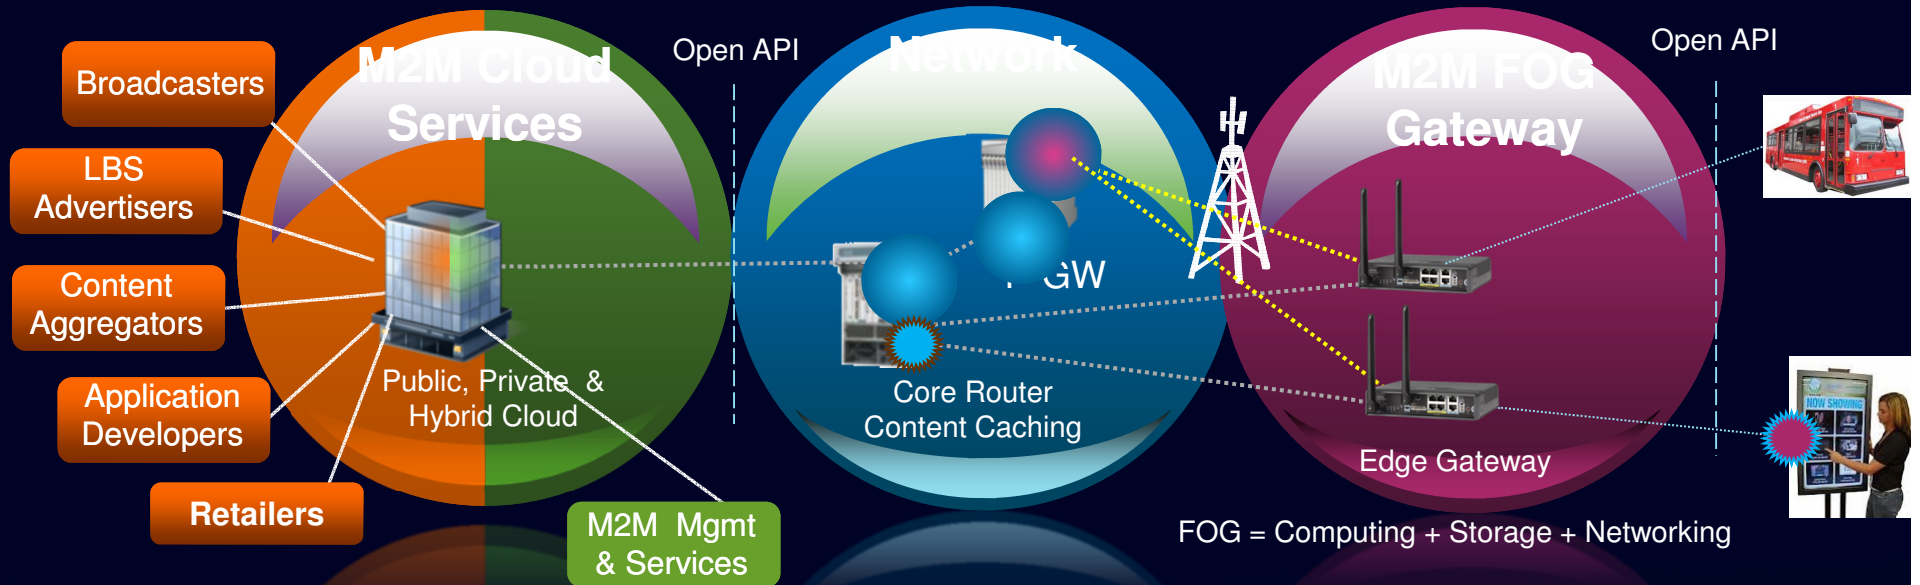 Broadcasters
LBS
Advertisers
Content
Aggregators
Application
Developers
Retailers
M2M Cloud
Services
Public, Private &
Hybrid Cloud
M2M Mgmt
& Services
Open API
Network
GW
Core Router
Content Caching
M2M FOG
Gateway
Edge Gateway
FOG = Computing + Storage + Networking
Open API
NOW SHOWING